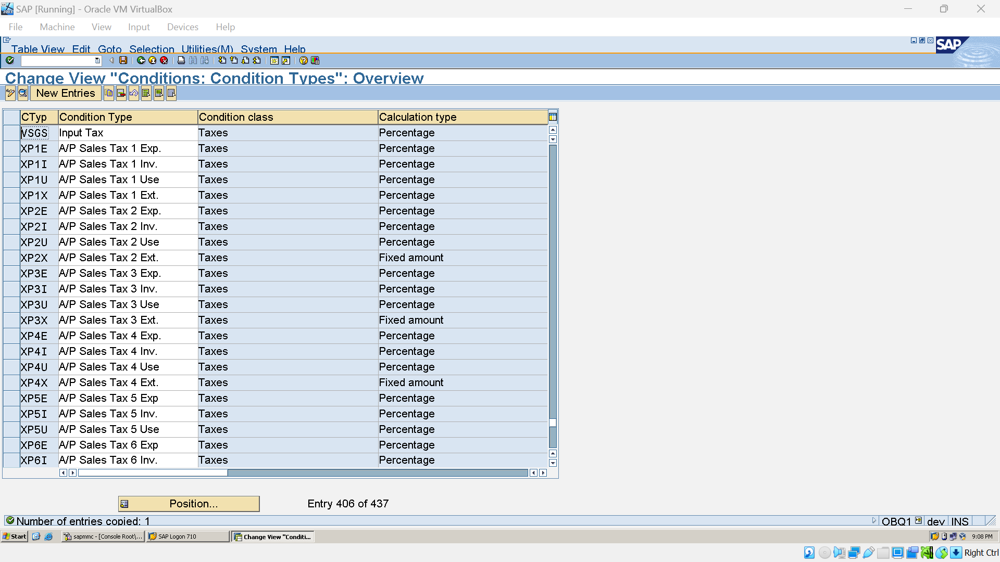 SAP [Running] - Oracle VM VirtualBox
File Machine View Input Devices Help
Table View Edit Goto Selection Utilities(M) System Help
SAP
Change View "Conditions: Condition Types": Overview
New Entries
CTyp Condition Type Condition class Calculation type
VSGS Input Tax Taxes Percentage
XP1E A/P Sales Tax 1 Exp. Taxes Percentage
XP1I A/P Sales Tax 1 Inv. Taxes Percentage
XP1U A/P Sales Tax 1 Use Taxes Percentage
XP1X A/P Sales Tax 1 Ext. Taxes Percentage
XP2E A/P Sales Tax 2 Exp. Taxes Percentage
XP2I A/P Sales Tax 2 Inv. Taxes Percentage
XP2U A/P Sales Tax 2 Use Taxes Percentage
XP2X A/P Sales Tax 2 Ext. Taxes Fixed amount
XP3E A/P Sales Tax 3 Exp. Taxes Percentage
XP3I A/P Sales Tax 3 Inv. Taxes Percentage
XP3U A/P Sales Tax 3 Use Taxes Percentage
XP3X A/P Sales Tax 3 Ext. Taxes Fixed amount
XP4E A/P Sales Tax 4 Exp. Taxes Percentage
XP4I A/P Sales Tax 4 Inv. Taxes Percentage
XP4U A/P Sales Tax 4 Use Taxes Percentage
XP4X A/P Sales Tax 4 Ext. Taxes Fixed amount
XP5E A/P Sales Tax 5 Exp Taxes Percentage
XP5I A/P Sales Tax 5 Inv. Taxes Percentage
XP5U A/P Sales Tax 5 Use Taxes Percentage
XP6E A/P Sales Tax 6 Exp Taxes Percentage
XP6I A/P Sales Tax 6 Inv. Taxes Percentage
Position... Entry 406 of 437
Number of entries copied: 1 OBQ1 dev INS
Start sapmmc - [Console Root\... SAP Logon 710 Change View "Conditi... 9:08 PM
Right Ctrl